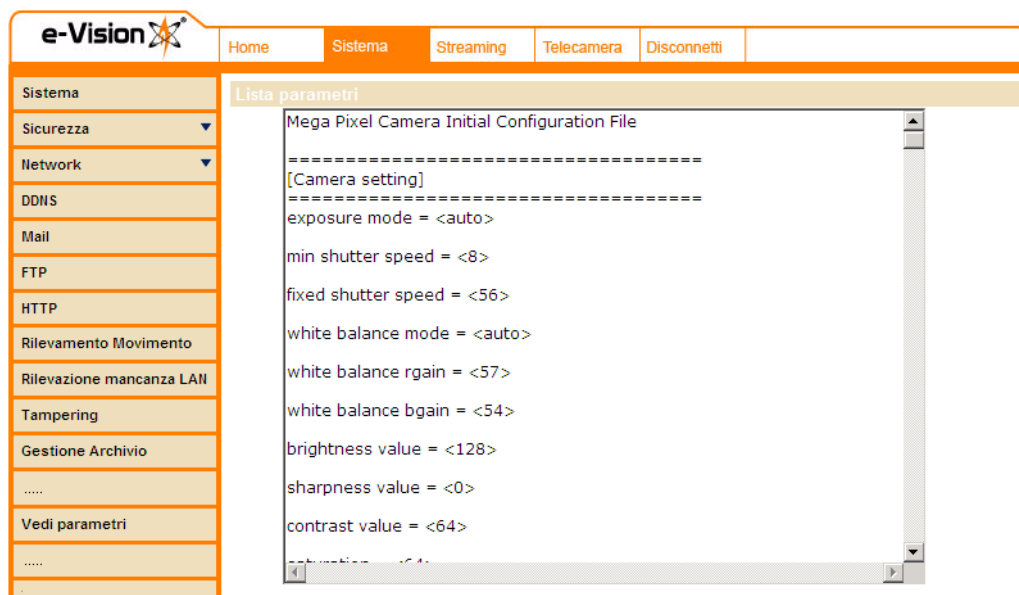 e-Vision
Home Sistema Streaming Telecamera Disconnetti
Sistema
Sicurezza
Network
DDNS
Mail
FTP
HTTP
Rilevamento Movimento
Rilevazione mancanza LAN
Tampering
Gestione Archivio
.....
Vedi parametri
.....
Lista parametri
Mega Pixel Camera Initial Configuration File
====================================
[Camera setting]
====================================
exposure mode = <auto>
min shutter speed = <8>
fixed shutter speed = <56>
white balance mode = <auto>
white balance rgain = <57>
white balance bgain = <54>
brightness value = <128>
sharpness value = <0>
contrast value = <64>